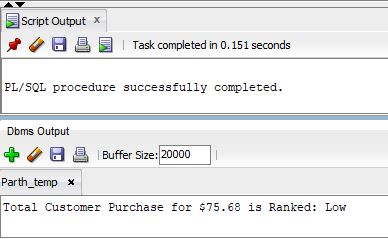 Script Output x
Task completed in 0.151 seconds
PL/SQL procedure successfully completed.
Dbms Output
Buffer Size: 20000
Parth_temp x
Total Customer Purchase for $75.68 is Ranked: Low